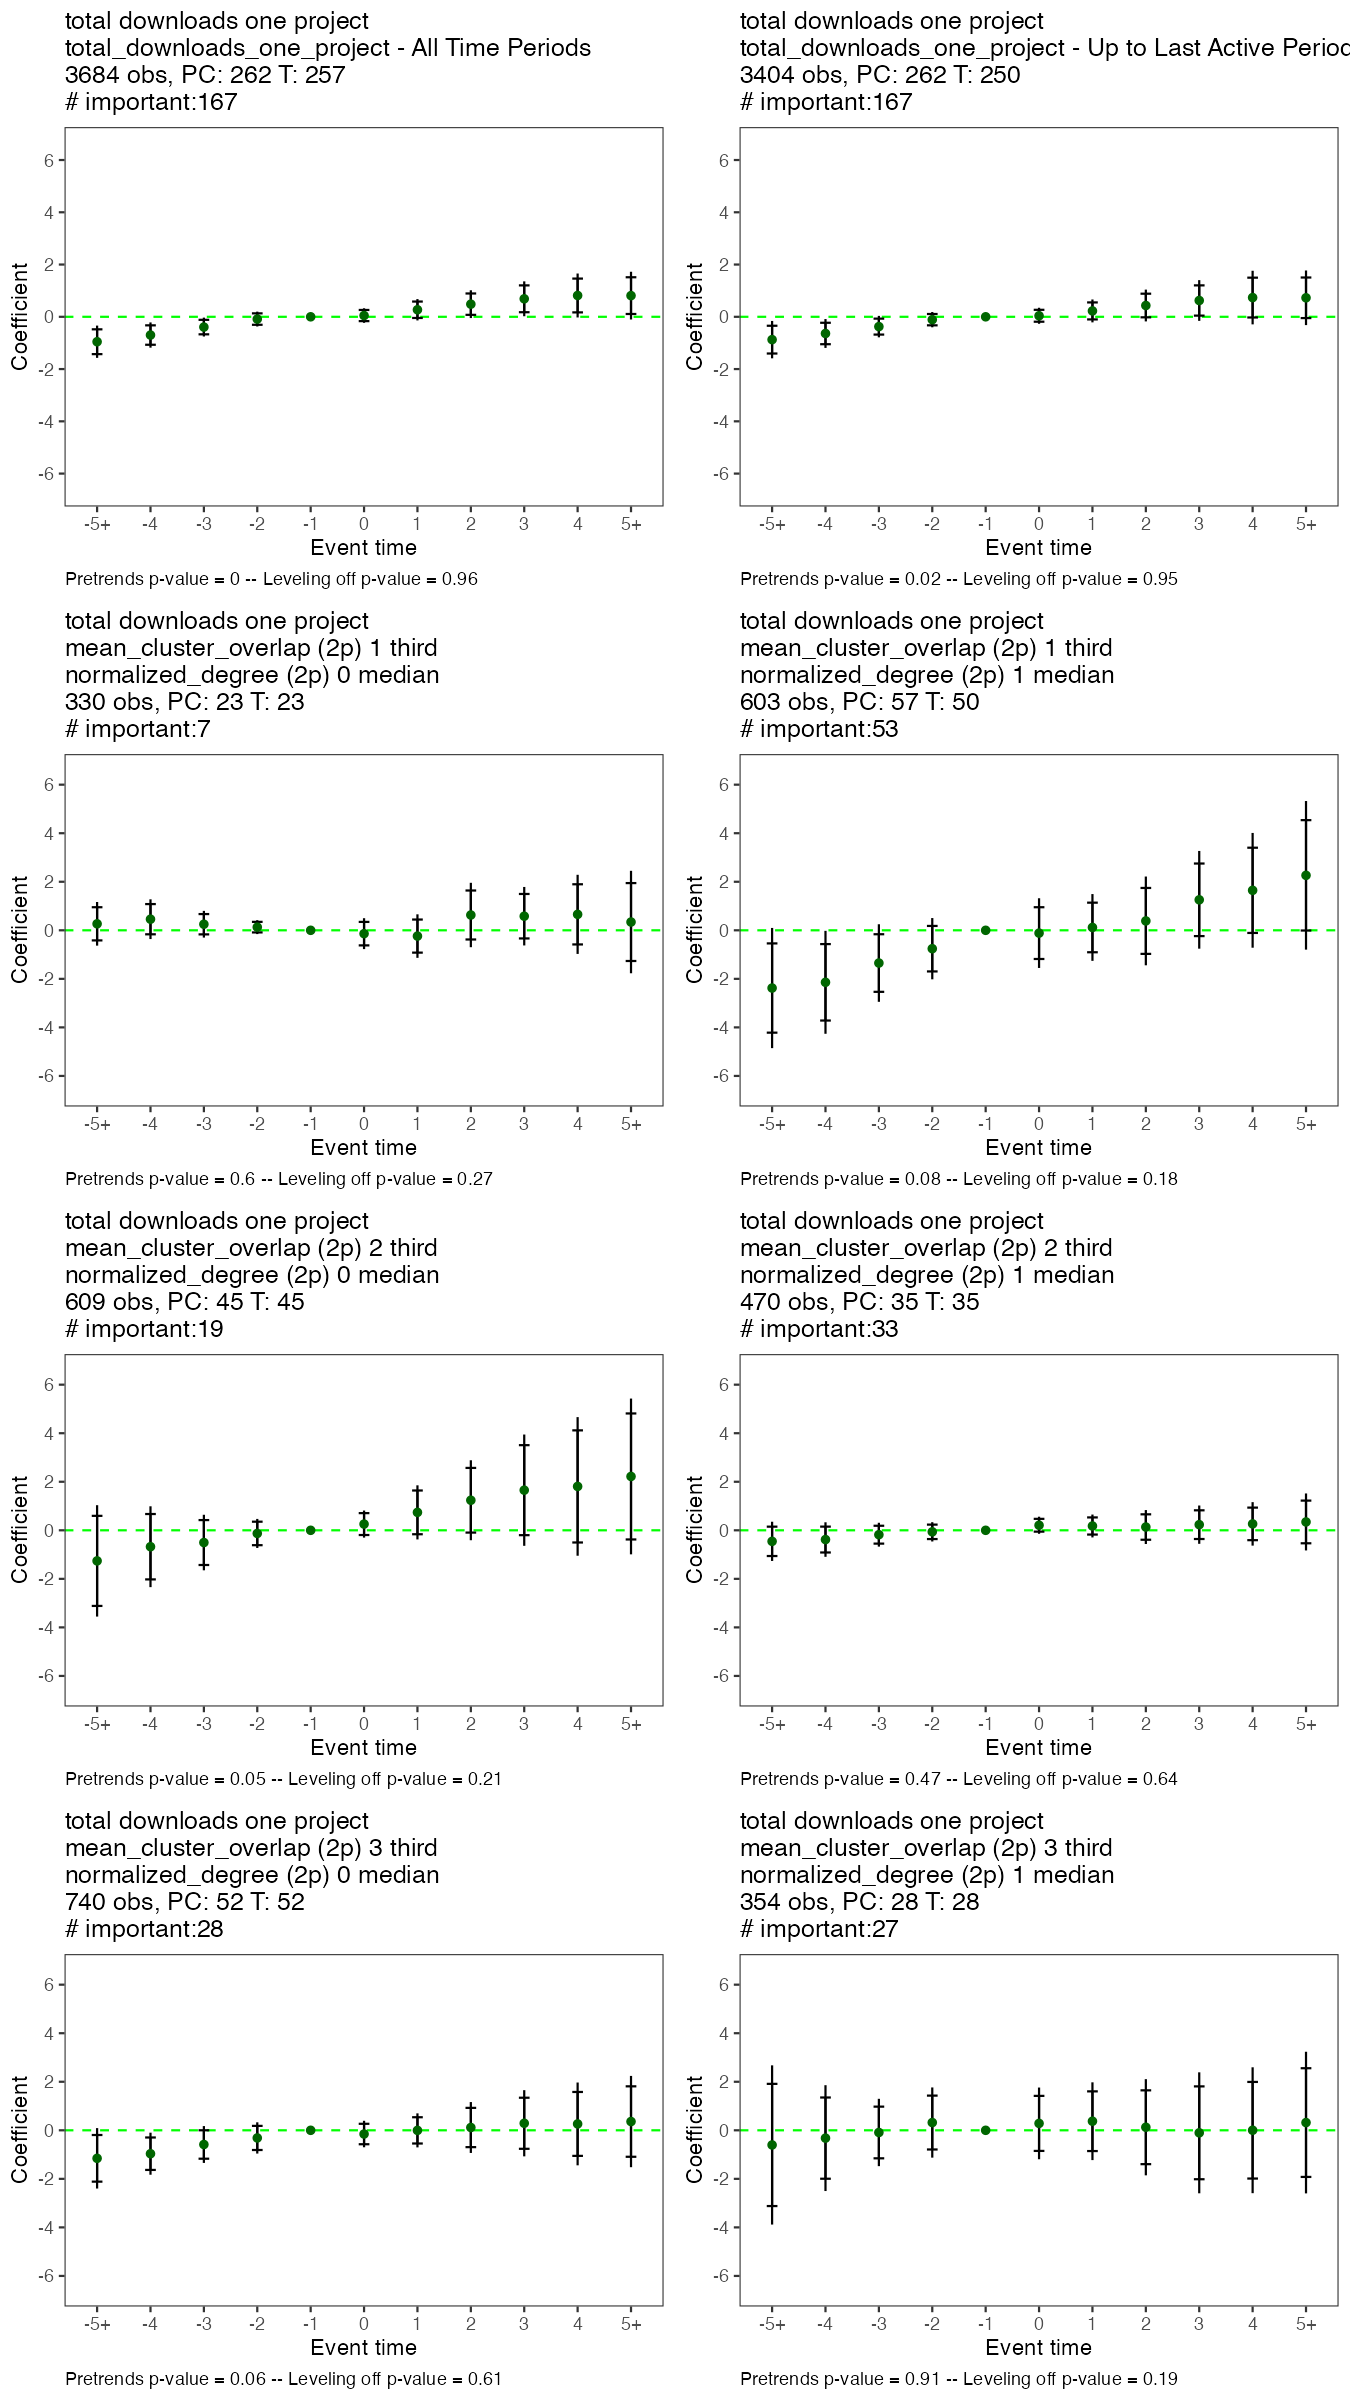 total downloads one project
total_downloads_one_project - All Time Periods
3684 obs, PC: 262 T: 257
# important:167
6
4
2
0
-2
-4
-6
Coefficient
-5+ -4 -3 -2 -1 0 1 2 3 4 5+
Event time
Pretrends p-value = 0 -- Leveling off p-value = 0.96
total downloads one project
total_downloads_one_project - Up to Last Active Period
3404 obs, PC: 262 T: 250
# important:167
6
4
2
0
-2
-4
-6
Coefficient
-5+ -4 -3 -2 -1 0 1 2 3 4 5+
Event time
Pretrends p-value = 0.02 -- Leveling off p-value = 0.95
total downloads one project
mean_cluster_overlap (2p) 1 third
normalized_degree (2p) 0 median
330 obs, PC: 23 T: 23
# important:7
6
4
2
0
-2
-4
-6
Coefficient
-5+ -4 -3 -2 -1 0 1 2 3 4 5+
Event time
Pretrends p-value = 0.6 -- Leveling off p-value = 0.27
total downloads one project
mean_cluster_overlap (2p) 1 third
normalized_degree (2p) 1 median
603 obs, PC: 57 T: 50
# important:53
6
4
2
0
-2
-4
-6
Coefficient
-5+ -4 -3 -2 -1 0 1 2 3 4 5+
Event time
Pretrends p-value = 0.08 -- Leveling off p-value = 0.18
total downloads one project
mean_cluster_overlap (2p) 2 third
normalized_degree (2p) 0 median
609 obs, PC: 45 T: 45
# important:19
6
4
2
0
-2
-4
-6
Coefficient
-5+ -4 -3 -2 -1 0 1 2 3 4 5+
Event time
Pretrends p-value = 0.05 -- Leveling off p-value = 0.21
total downloads one project
mean_cluster_overlap (2p) 2 third
normalized_degree (2p) 1 median
470 obs, PC: 35 T: 35
# important:33
6
4
2
0
-2
-4
-6
Coefficient
-5+ -4 -3 -2 -1 0 1 2 3 4 5+
Event time
Pretrends p-value = 0.47 -- Leveling off p-value = 0.64
total downloads one project
mean_cluster_overlap (2p) 3 third
normalized_degree (2p) 0 median
740 obs, PC: 52 T: 52
# important:28
6
4
2
0
-2
-4
-6
Coefficient
-5+ -4 -3 -2 -1 0 1 2 3 4 5+
Event time
Pretrends p-value = 0.06 -- Leveling off p-value = 0.61
total downloads one project
mean_cluster_overlap (2p) 3 third
normalized_degree (2p) 1 median
354 obs, PC: 28 T: 28
# important:27
6
4
2
0
-2
-4
-6
Coefficient
-5+ -4 -3 -2 -1 0 1 2 3 4 5+
Event time
Pretrends p-value = 0.91 -- Leveling off p-value = 0.19